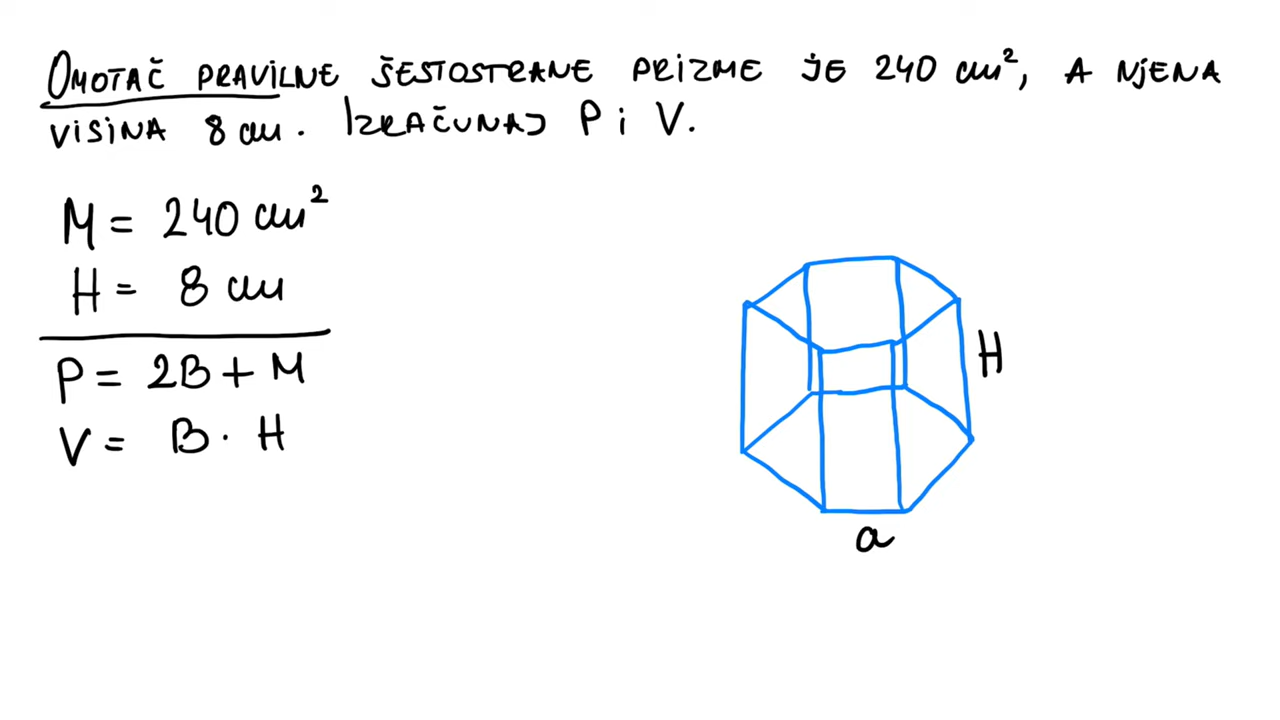 OMOTAČ PRAVILNE ŠESTOSTRANE PRIZME JE 240 cm², A NJENA
VISINA 8 cm. IZRAČUNAJ P i V.
M = 240 cm²
H = 8 cm
P = 2B + M
V = B · H
H
a